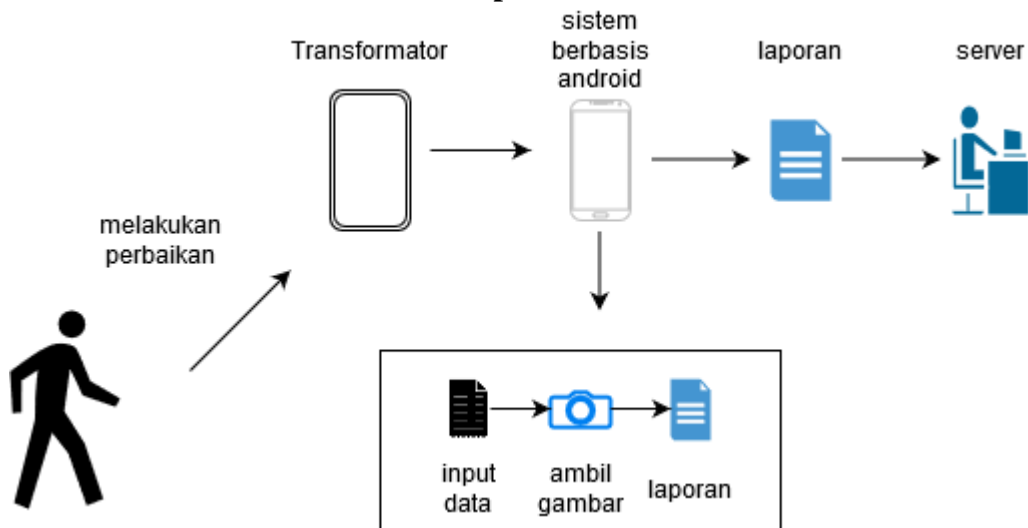 Transformator
sistem
berbasis
android
laporan
server
melakukan
perbaikan
input
data
ambil
gambar
laporan